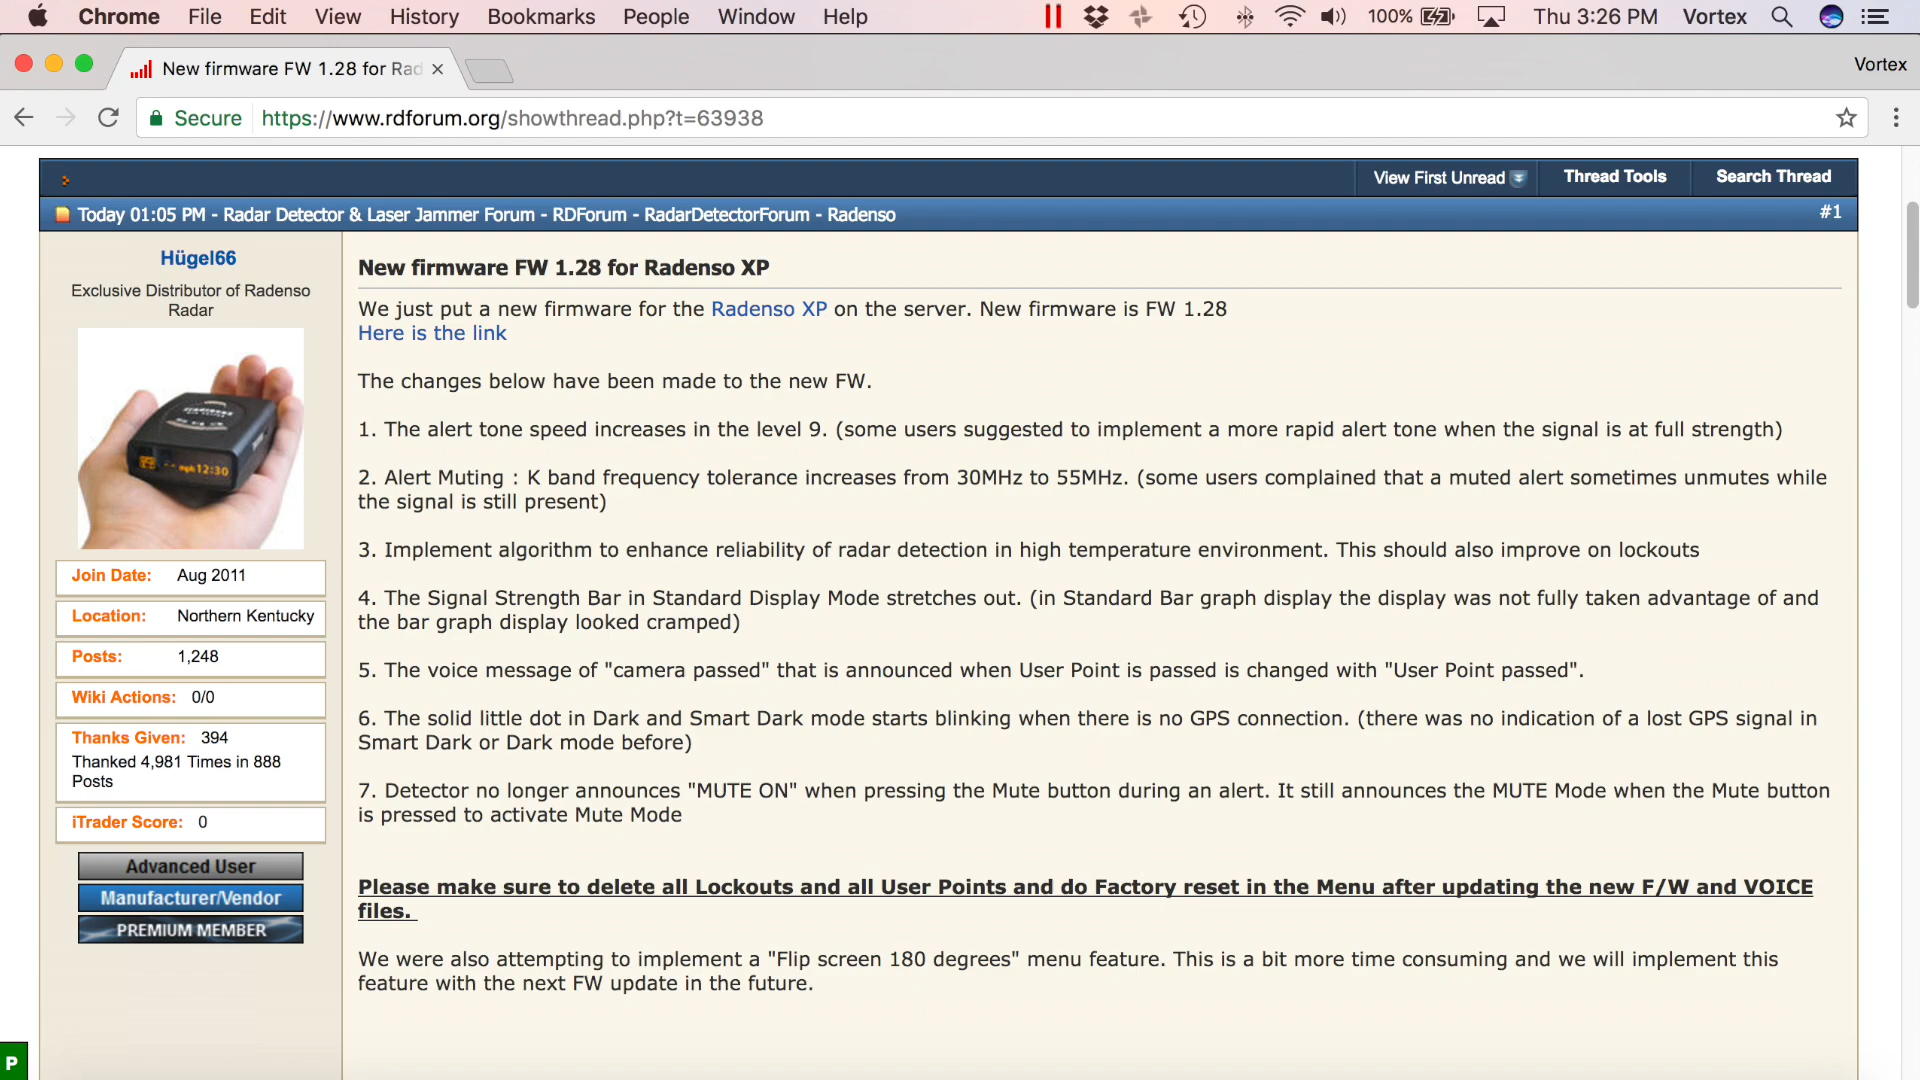 Chrome File Edit View History Bookmarks People Window Help 100% Thu 3:26 PM Vortex
New firmware FW 1.28 for Rad Vortex
Secure https://www.rdforum.org/showthread.php?t=63938
View First Unread Thread Tools Search Thread
Today 01:05 PM - Radar Detector & Laser Jammer Forum - RDForum - RadarDetectorForum - Radenso #1
Hügel66
Exclusive Distributor of Radenso
Radar
mph 12:30
Join Date: Aug 2011
Location: Northern Kentucky
Posts: 1,248
Wiki Actions: 0/0
Thanks Given: 394
Thanked 4,981 Times in 888
Posts
iTrader Score: 0
Advanced User
Manufacturer/Vendor
PREMIUM MEMBER
New firmware FW 1.28 for Radenso XP
We just put a new firmware for the Radenso XP on the server. New firmware is FW 1.28
Here is the link
The changes below have been made to the new FW.
1. The alert tone speed increases in the level 9. (some users suggested to implement a more rapid alert tone when the signal is at full strength)
2. Alert Muting : K band frequency tolerance increases from 30MHz to 55MHz. (some users complained that a muted alert sometimes unmutes while
the signal is still present)
3. Implement algorithm to enhance reliability of radar detection in high temperature environment. This should also improve on lockouts
4. The Signal Strength Bar in Standard Display Mode stretches out. (in Standard Bar graph display the display was not fully taken advantage of and
the bar graph display looked cramped)
5. The voice message of "camera passed" that is announced when User Point is passed is changed with "User Point passed".
6. The solid little dot in Dark and Smart Dark mode starts blinking when there is no GPS connection. (there was no indication of a lost GPS signal in
Smart Dark or Dark mode before)
7. Detector no longer announces "MUTE ON" when pressing the Mute button during an alert. It still announces the MUTE Mode when the Mute button
is pressed to activate Mute Mode
Please make sure to delete all Lockouts and all User Points and do Factory reset in the Menu after updating the new F/W and VOICE
files.
We were also attempting to implement a "Flip screen 180 degrees" menu feature. This is a bit more time consuming and we will implement this
feature with the next FW update in the future.
P